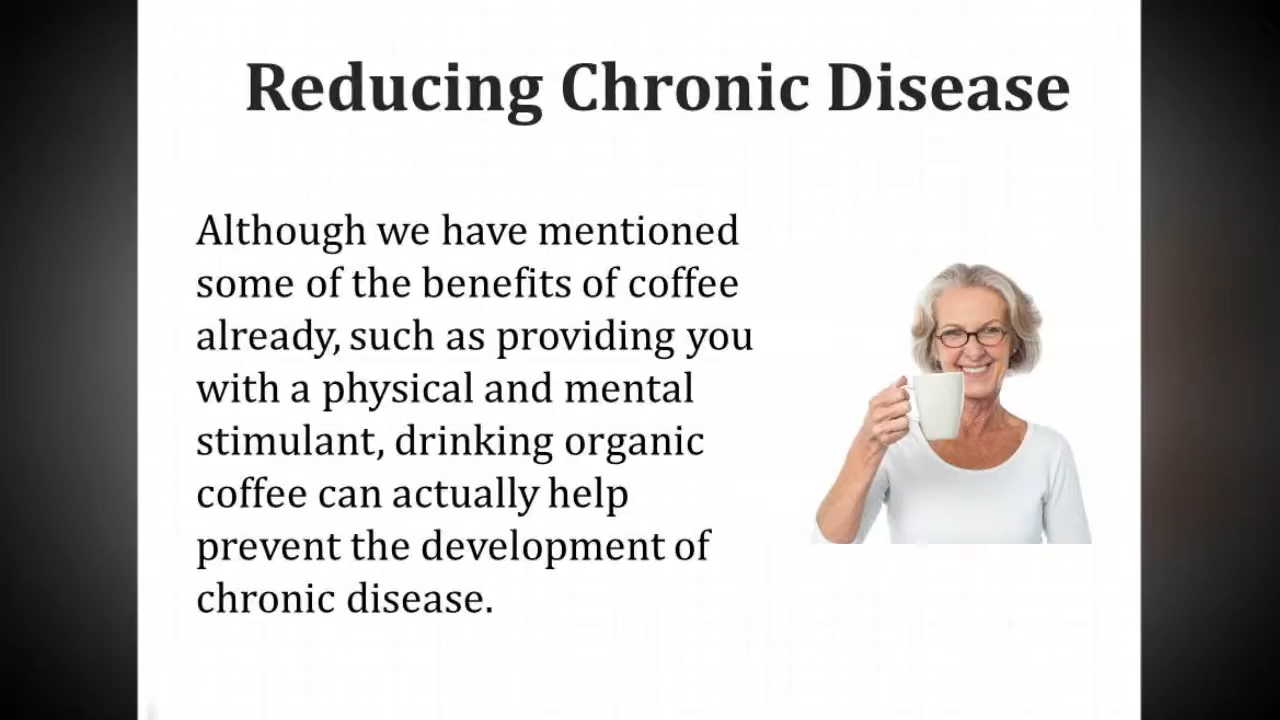 Reducing Chronic Disease
Although we have mentioned
some of the benefits of coffee
already, such as providing you
with a physical and mental
stimulant, drinking organic
coffee can actually help
prevent the development of
chronic disease.